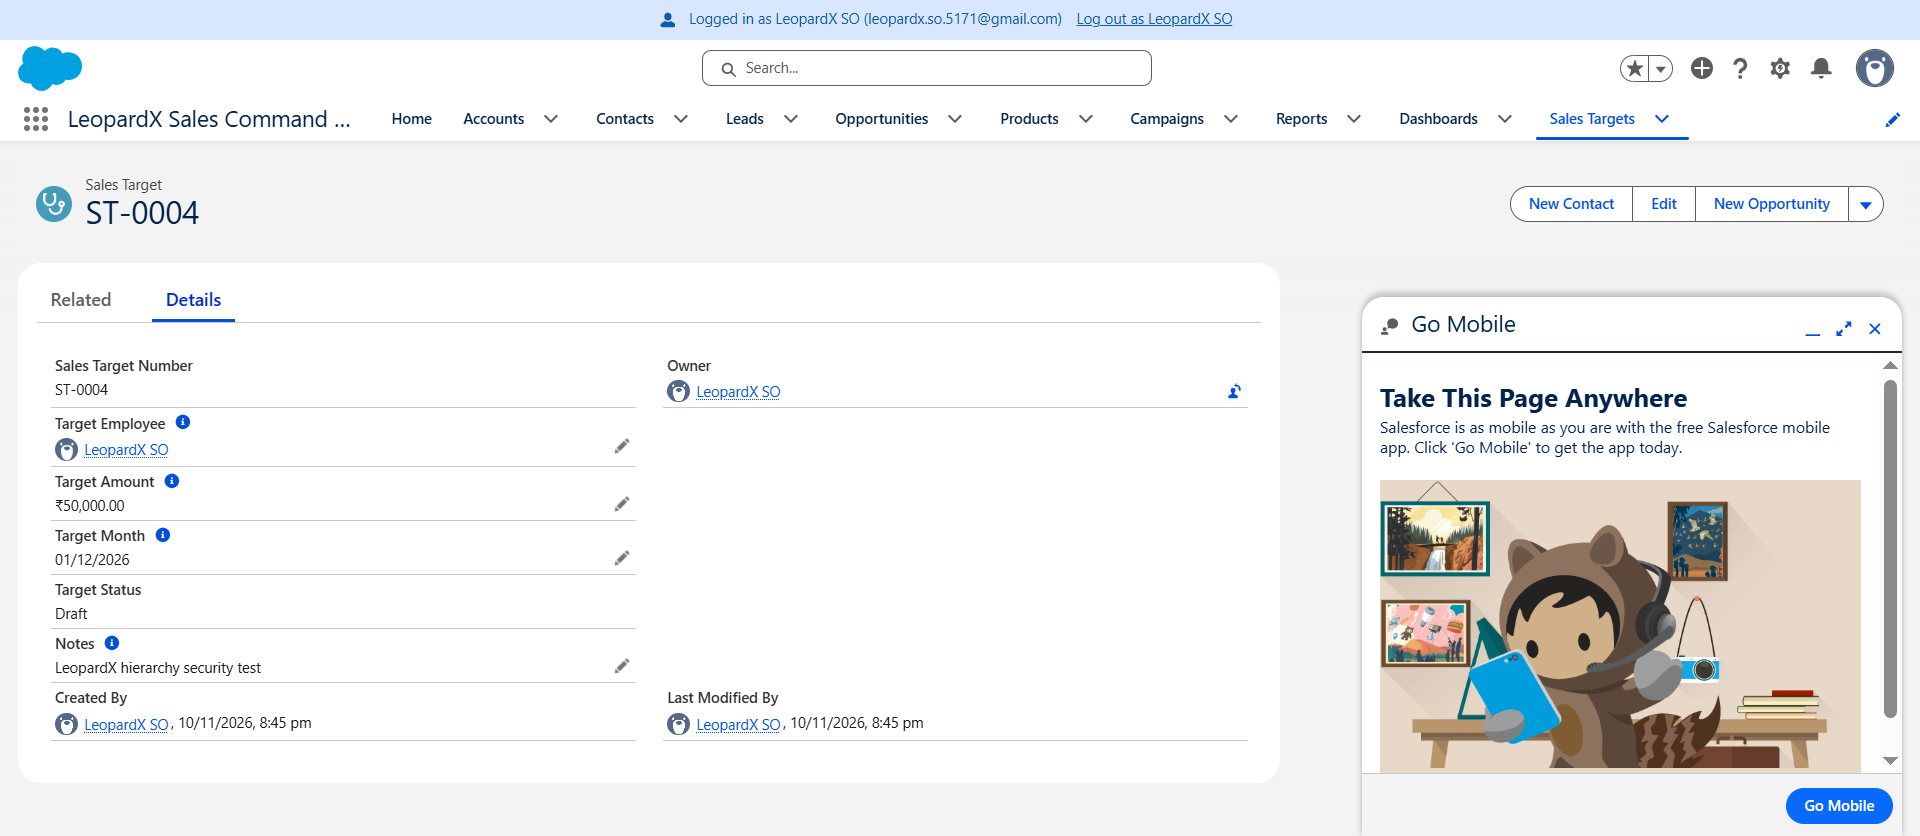 Logged in as LeopardX SO (leopardx.so.5171@gmail.com) Log out as LeopardX SO
Search...
LeopardX Sales Command ...
Home
Accounts
Contacts
Leads
Opportunities
Products
Campaigns
Reports
Dashboards
Sales Targets
Sales Target
ST-0004
New Contact
Edit
New Opportunity
Related
Details
Sales Target Number
ST-0004
Owner
LeopardX SO
Target Employee
LeopardX SO
Target Amount
₹50,000.00
Target Month
01/12/2026
Target Status
Draft
Notes
LeopardX hierarchy security test
Created By
LeopardX SO, 10/11/2026, 8:45 pm
Last Modified By
LeopardX SO, 10/11/2026, 8:45 pm
Go Mobile
Take This Page Anywhere
Salesforce is as mobile as you are with the free Salesforce mobile
app. Click 'Go Mobile' to get the app today.
Go Mobile